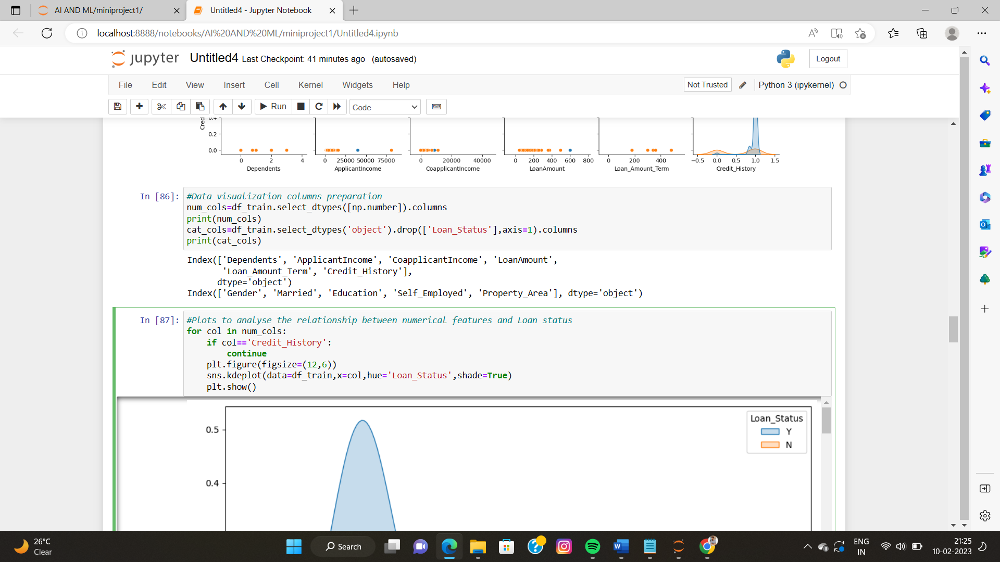 AI AND ML/miniproject1/
Untitled4 - Jupyter Notebook
localhost:8888/notebooks/AI%20AND%20ML/miniproject1/Untitled4.ipynb
jupyter Untitled4 Last Checkpoint: 41 minutes ago (autosaved)
Logout
File Edit View Insert Cell Kernel Widgets Help
Not Trusted Python 3 (ipykernel)
Run Code
Cred
0.4
0.2
0.0
0 2 4
0 25000 50000 75000
0 20000 40000
0 200 400 600 800
0 200 400
−0.5 0.0 0.5 1.0 1.5
Dependents ApplicantIncome CoapplicantIncome LoanAmount Loan_Amount_Term Credit_History
In [86]: #Data visualization columns preparation
num_cols=df_train.select_dtypes([np.number]).columns
print(num_cols)
cat_cols=df_train.select_dtypes('object').drop(['Loan_Status'],axis=1).columns
print(cat_cols)
Index(['Dependents', 'ApplicantIncome', 'CoapplicantIncome', 'LoanAmount',
'Loan_Amount_Term', 'Credit_History'],
dtype='object')
Index(['Gender', 'Married', 'Education', 'Self_Employed', 'Property_Area'], dtype='object')
In [87]: #Plots to analyse the relationship between numerical features and Loan status
for col in num_cols:
if col=='Credit_History':
continue
plt.figure(figsize=(12,6))
sns.kdeplot(data=df_train,x=col,hue='Loan_Status',shade=True)
plt.show()
Loan_Status
Y
N
0.5
0.4
26°C
Clear
Search
ENG
IN
21:25
10-02-2023